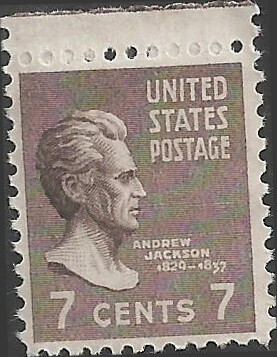 UNITED
STATES
POSTAGE
ANDREW
JACKSON
1829-1837
7 CENTS 7